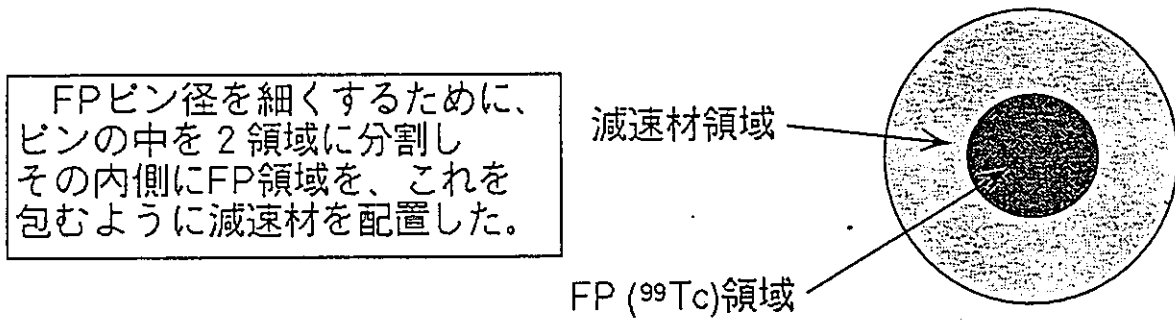 FPピン径を細くするために、
ピンの中を2領域に分割し
その内側にFP領域を、これを
包むように減速材を配置した。
減速材領域
FP (⁹⁹Tc)領域